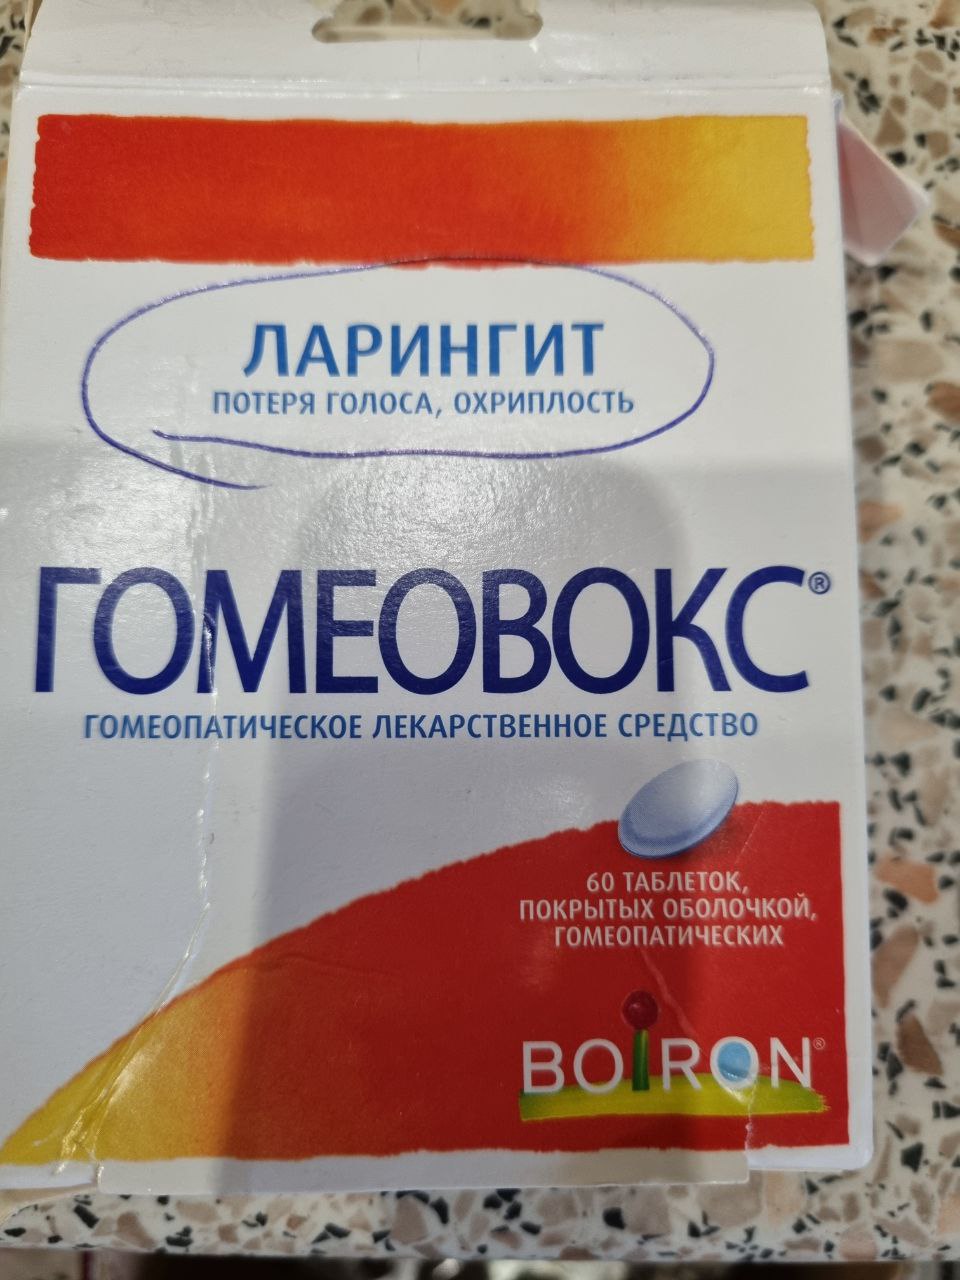 ЛАРИНГИТ
ПОТЕРЯ ГОЛОСА, ОХРИПЛОСТЬ
ГОМЕОВОКС®
ГОМЕОПАТИЧЕСКОЕ ЛЕКАРСТВЕННОЕ СРЕДСТВО
60 ТАБЛЕТОК,
ПОКРЫТЫХ ОБОЛОЧКОЙ,
ГОМЕОПАТИЧЕСКИХ
BOIRON®